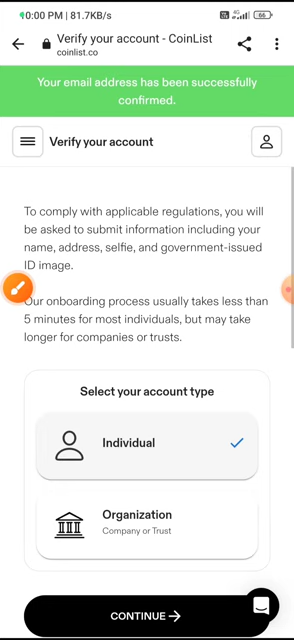 0:00 PM | 81.7KB/s
4G
66
Verify your account - CoinList
coinlist.co
Your email address has been successfully
confirmed.
Verify your account
To comply with applicable regulations, you will
be asked to submit information including your
name, address, selfie, and government-issued
ID image.
Our onboarding process usually takes less than
5 minutes for most individuals, but may take
longer for companies or trusts.
Select your account type
Individual
Organization
Company or Trust
CONTINUE